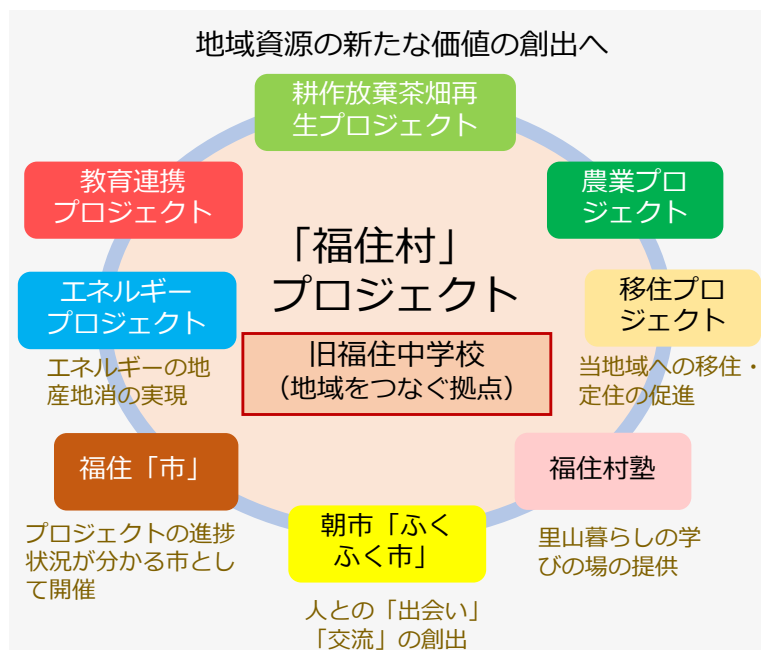 地域資源の新たな価値の創出へ
耕作放棄茶畑再
生プロジェクト
教育連携
プロジェクト
農業プロ
ジェクト
「福住村」
プロジェクト
エネルギー
プロジェクト
移住プロ
ジェクト
旧福住中学校
（地域をつなぐ拠点）
エネルギーの地
産地消の実現
当地域への移住・
定住の促進
福住「市」
福住村塾
プロジェクトの進捗
状況が分かる市とし
て開催
朝市「ふく
ふく市」
里山暮らしの学
びの場の提供
人との「出会い」
「交流」の創出